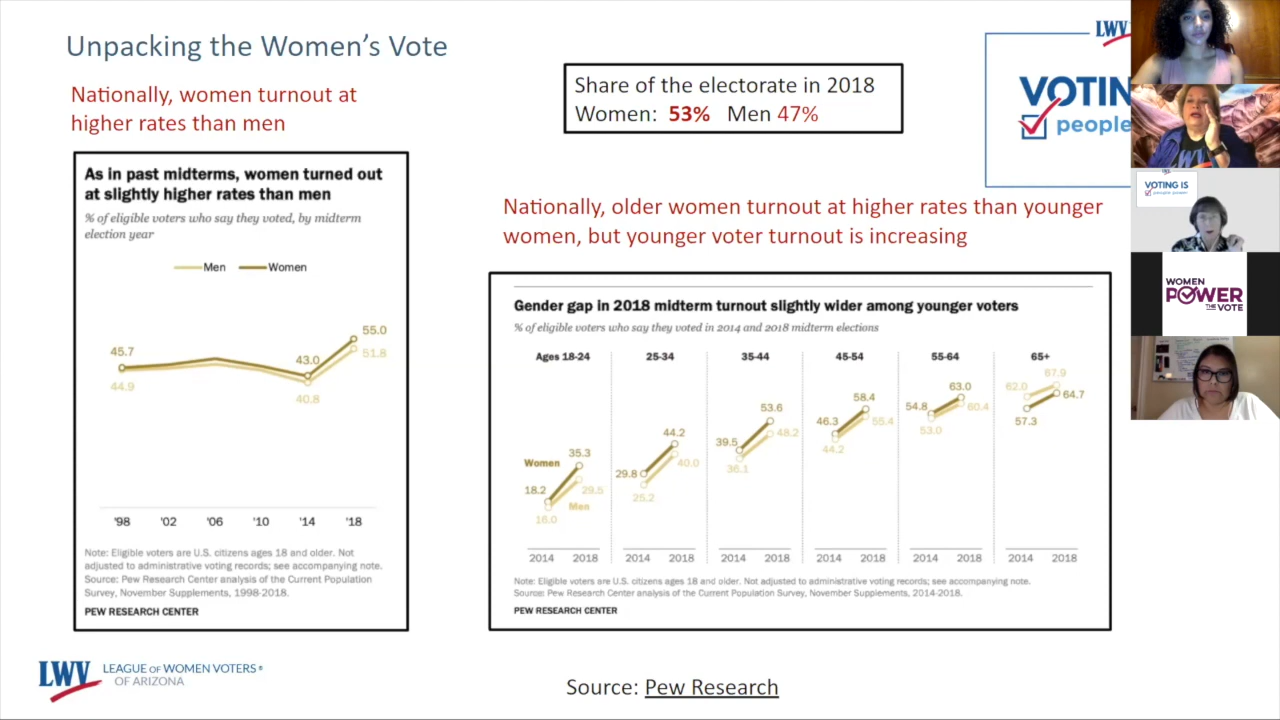 Unpacking the Women's Vote
Nationally, women turnout at
higher rates than men
Share of the electorate in 2018
Women: 53% Men 47%
LWV
VOTIN
people
As in past midterms, women turned out
at slightly higher rates than men
% of eligible voters who say they voted, by midterm
election year
Men Women
45.7
44.9
43.0
40.8
55.0
51.8
'98 '02 '06 '10 '14 '18
Note: Eligible voters are U.S. citizens ages 18 and older. Not
adjusted to administrative voting records; see accompanying note.
Source: Pew Research Center analysis of the Current Population
Survey, November Supplements, 1998-2018.
PEW RESEARCH CENTER
Nationally, older women turnout at higher rates than younger
women, but younger voter turnout is increasing
Gender gap in 2018 midterm turnout slightly wider among younger voters
% of eligible voters who say they voted in 2014 and 2018 midterm elections
Ages 18-24 25-34 35-44 45-54 55-64 65+
Women
18.2
35.3
16.0
29.5
Men
29.8
44.2
25.2
40.0
39.5
53.6
36.1
48.2
46.3
58.4
44.2
55.4
54.8
63.0
53.0
60.4
62.0
67.9
57.3
64.7
2014 2018 2014 2018 2014 2018 2014 2018 2014 2018 2014 2018
Note: Eligible voters are U.S. citizens ages 18 and older. Not adjusted to administrative voting records; see accompanying note.
Source: Pew Research Center analysis of the Current Population Survey, November Supplements, 2014-2018.
PEW RESEARCH CENTER
LWV LEAGUE OF WOMEN VOTERS®
OF ARIZONA
Source: Pew Research
LWV
VOTING IS
people power
WOMEN
POWER
THE VOTE